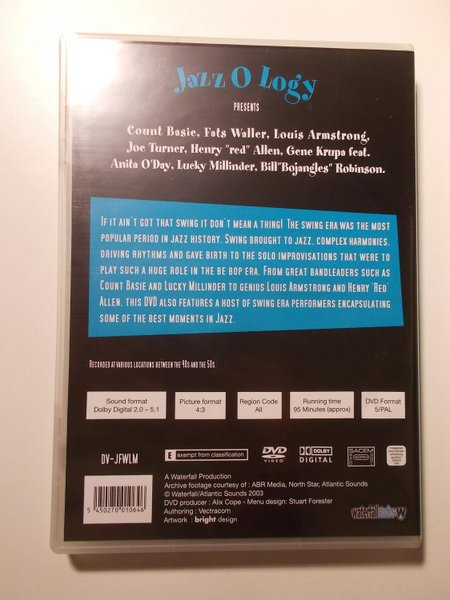 Jazz O Logy
PRESENTS
Count Basie, Fats Waller, Louis Armstrong,
Joe Turner, Henry "red" Allen, Gene Krupa feat.
Anita O'Day, Lucky Millinder, Bill"Bojangles" Robinson.
IF IT AIN'T GOT THAT SWING IT DON'T MEAN A THING! THE SWING ERA WAS THE MOST
POPULAR PERIOD IN JAZZ HISTORY. SWING BROUGHT TO JAZZ, COMPLEX HARMONIES,
DRIVING RHYTHMS AND GAVE BIRTH TO THE SOLO IMPROVISATIONS THAT WERE TO
PLAY SUCH A HUGE ROLE IN THE BE BOP ERA. FROM GREAT BANDLEADERS SUCH AS
COUNT BASIE AND LUCKY MILLINDER TO GENIUS LOUIS ARMSTRONG AND HENRY 'RED'
ALLEN, THIS DVD ALSO FEATURES A HOST OF SWING ERA PERFORMERS ENCAPSULATING
SOME OF THE BEST MOMENTS IN JAZZ.
RECORDED AT VARIOUS LOCATIONS BETWEEN THE 40S AND THE 50S.
Sound format
Dolby Digital 2.0 - 5.1
Picture format
4:3
Region Code
All
Running time
95 Minutes (approx)
DVD Format
5/PAL
DV-JFWLM
E exempt from classification
DVD
VIDEO
DOLBY
DIGITAL
SACEM
A Waterfall Production
Archive footage courtesy of : ABR Media, North Star, Atlantic Sounds
© Waterfall/Atlantic Sounds 2003
DVD producer : Alix Cope - Menu design: Stuart Forester
Authoring : Vectracom
Artwork : bright design
5 450270 010646
waterfallstudios